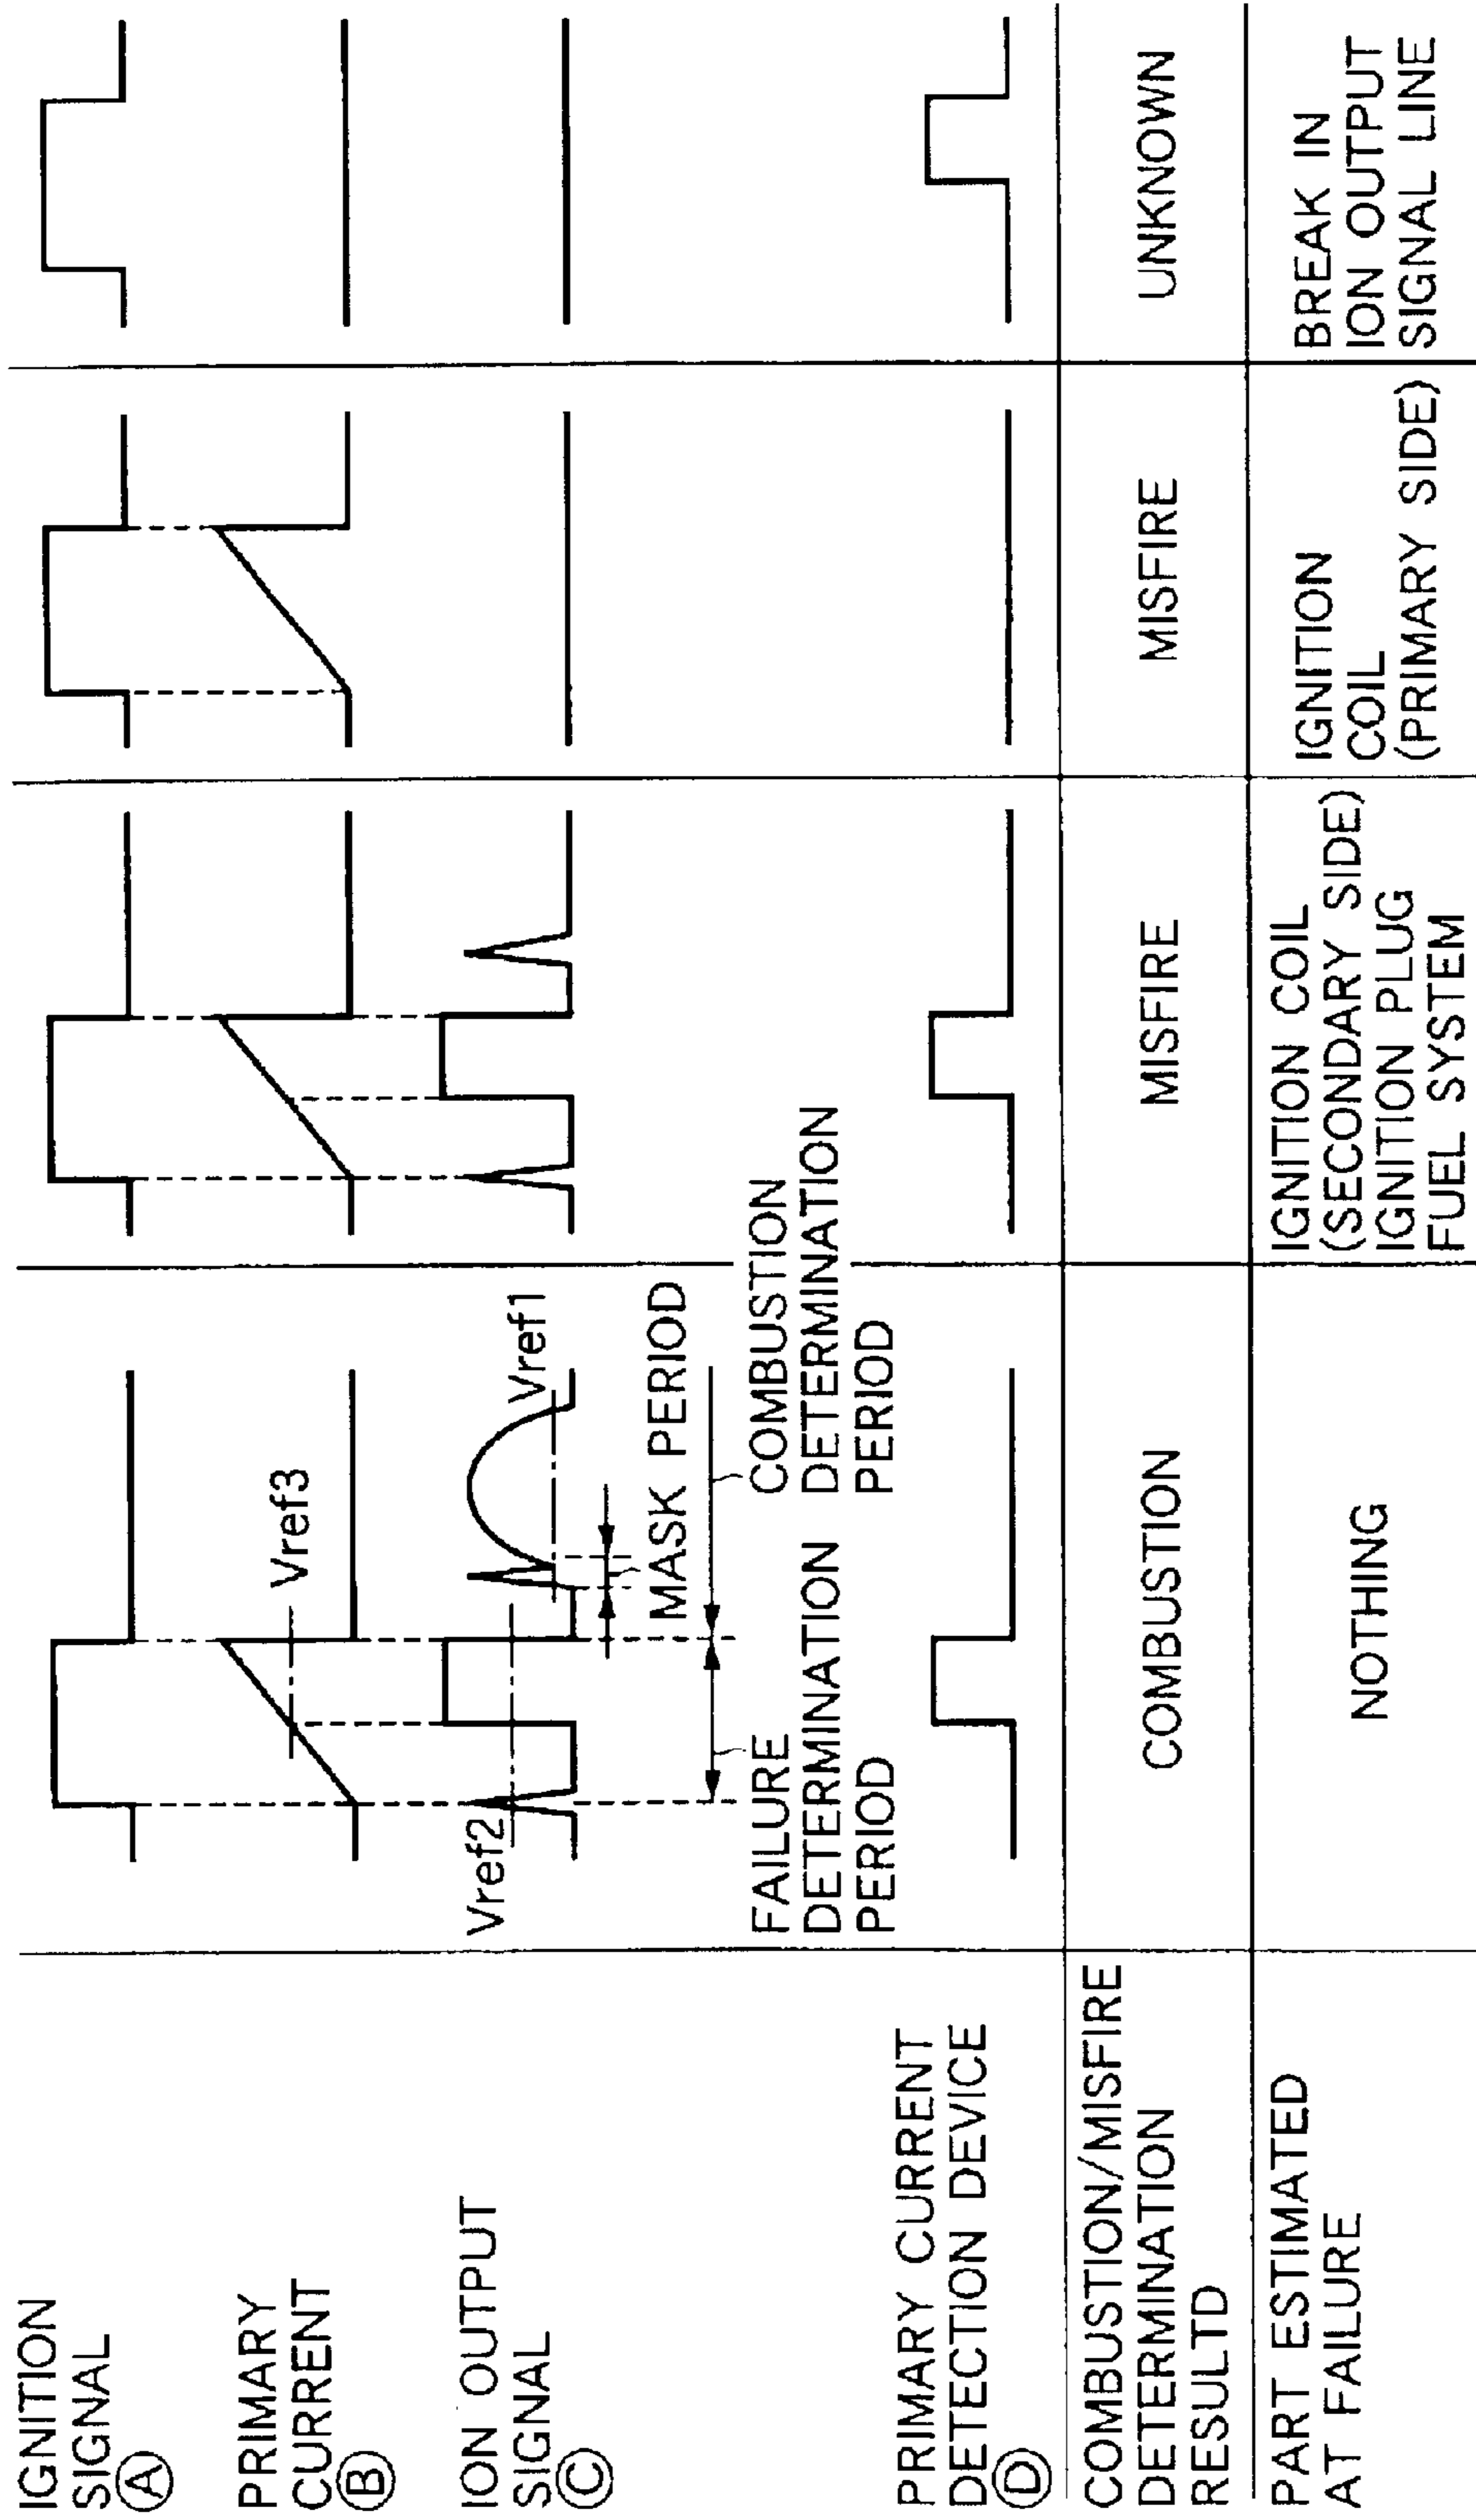 IGNITION
SIGNAL
A
PRIMARY
CURRENT
B
Vref3
ION OUTPUT
SIGNAL
C
Vref2
Vref1
MASK PERIOD
FAILURE
DETERMINATION
PERIOD
COMBUSTION
DETERMINATION
PERIOD
PRIMARY CURRENT
DETECTION DEVICE
D
COMBUSTION/MISFIRE
DETERMINATION
RESULTD
COMBUSTION
MISFIRE
MISFIRE
UNKNOWN
PART ESTIMATED
AT FAILURE
NOTHING
IGNITION COIL
(SECONDARY SIDE)
IGNITION PLUG
FUEL SYSTEM
IGNITION
COIL
(PRIMARY SIDE)
BREAK IN
ION OUTPUT
SIGNAL LINE